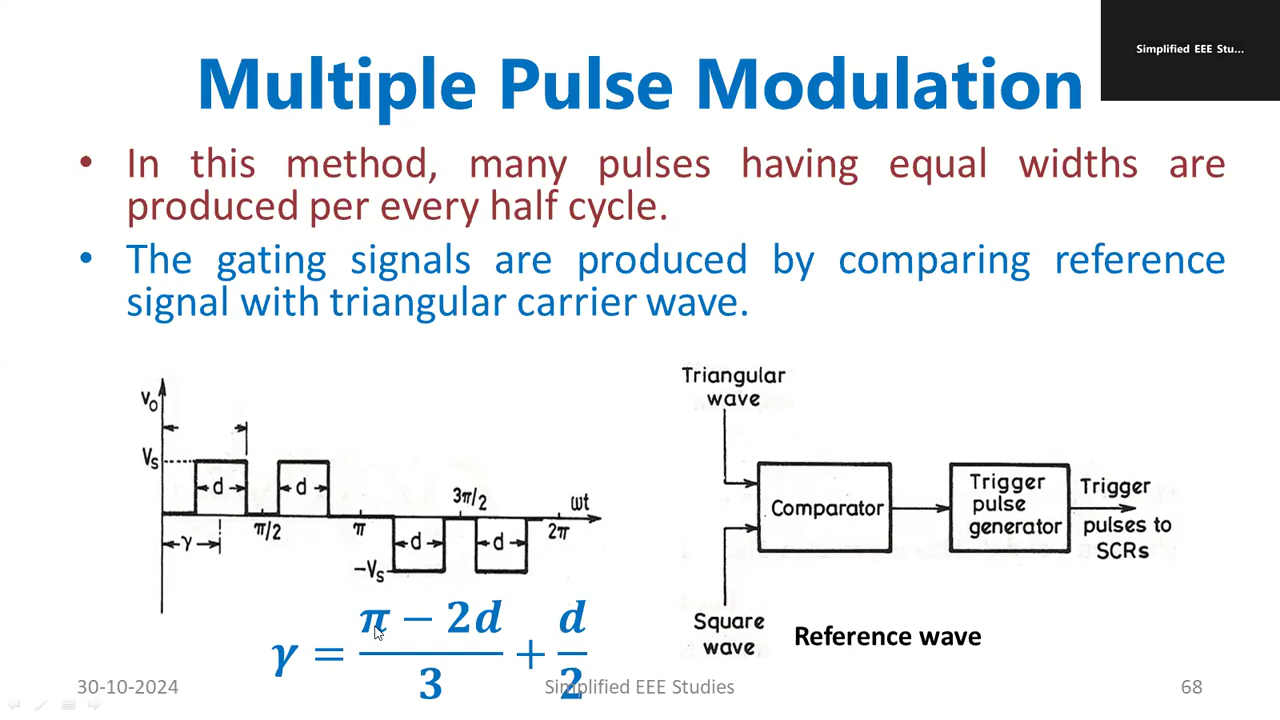 Simplified EEE Stu...
Multiple Pulse Modulation
• In this method, many pulses having equal widths are
produced per every half cycle.
• The gating signals are produced by comparing reference
signal with triangular carrier wave.
v₀
Vₛ
d
d
π/2
π
3π/2
ωt
2π
γ
d
d
-Vₛ
γ = (π − 2d)/3 + d/2
Triangular
wave
Comparator
Trigger
pulse
generator
Trigger
pulses to
SCRs
Square
wave
Reference wave
30-10-2024
Simplified EEE Studies
68